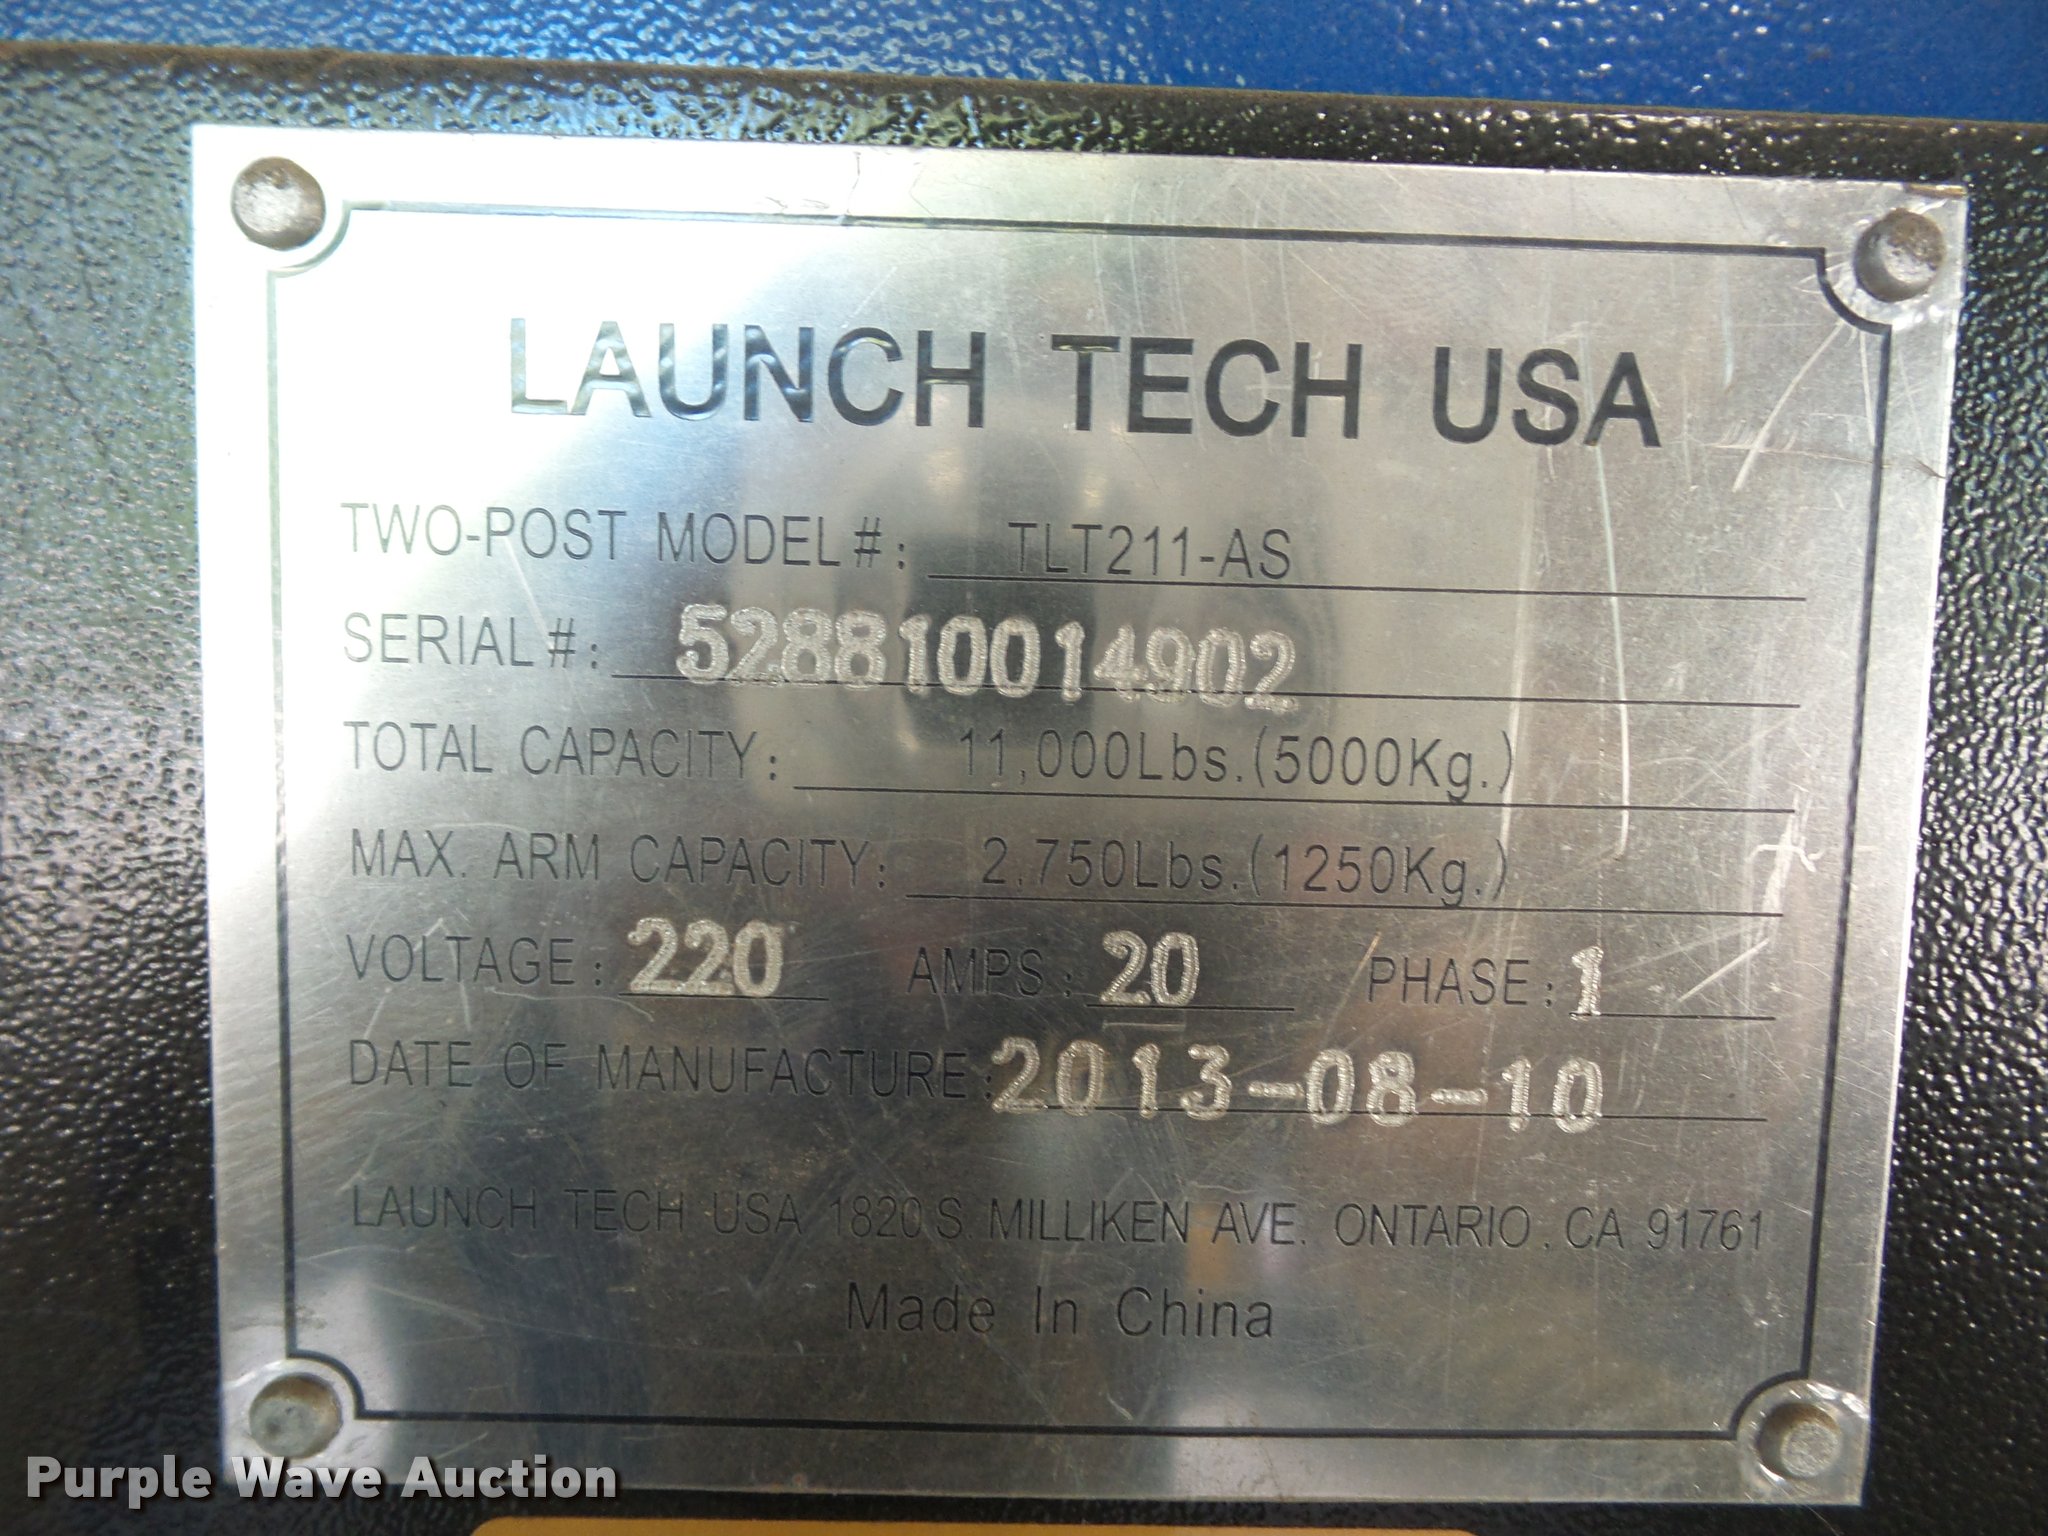 LAUNCH TECH USA
TWO-POST MODEL#: TLT211-AS
SERIAL#: 528810014902
TOTAL CAPACITY: 11,000Lbs.(5000Kg.)
MAX. ARM CAPACITY: 2.750Lbs.(1250Kg.)
VOLTAGE: 220 AMPS: 20 PHASE: 1
DATE OF MANUFACTURE: 2013-08-10
LAUNCH TECH USA 1820 S. MILLIKEN AVE. ONTARIO, CA 91761
Made In China
Purple Wave Auction